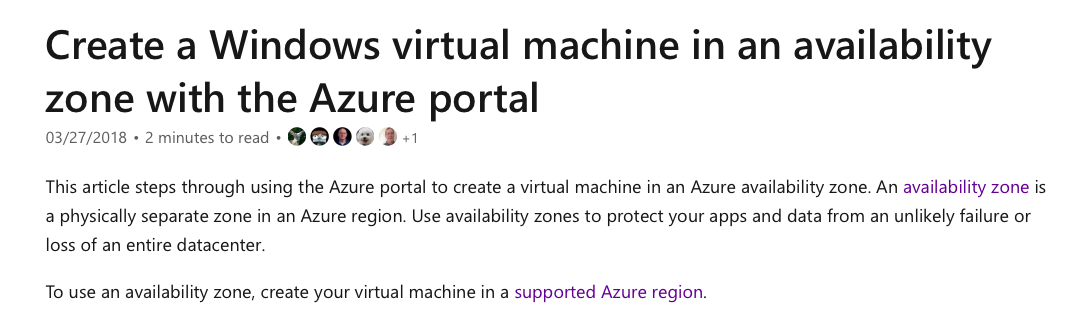 Create a Windows virtual machine in an availability
zone with the Azure portal
03/27/2018 • 2 minutes to read • +1
This article steps through using the Azure portal to create a virtual machine in an Azure availability zone. An availability zone is
a physically separate zone in an Azure region. Use availability zones to protect your apps and data from an unlikely failure or
loss of an entire datacenter.
To use an availability zone, create your virtual machine in a supported Azure region.